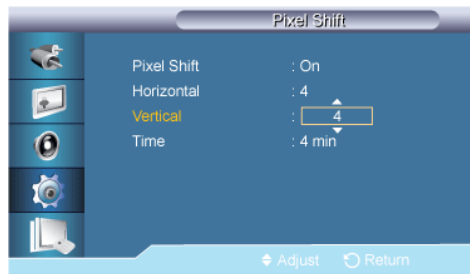 Pixel Shift
Pixel Shift : On
Horizontal : 4
Vertical : 4
Time : 4 min
Adjust Return